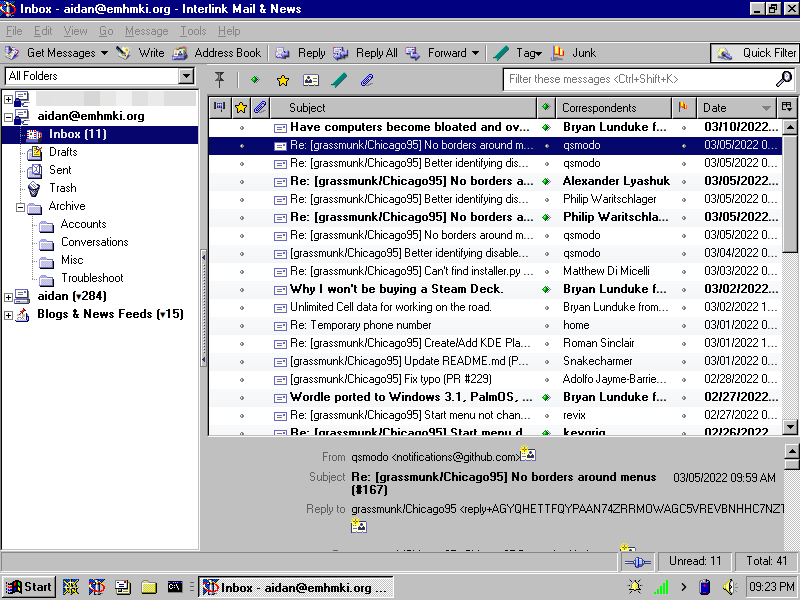 Inbox - aidan@emhmki.org - Interlink Mail & News
File Edit View Go Message Tools Help
Get Messages Write Address Book Reply Reply All Forward Tag Junk Quick Filter
All Folders
Filter these messages <Ctrl+Shift+K>
aidan@emhmki.org
Inbox (11)
Drafts
Sent
Trash
Archive
Accounts
Conversations
Misc
Troubleshoot
aidan (▾284)
Blogs & News Feeds (▾15)
Subject Correspondents Date
Have computers become bloated and ov... Bryan Lunduke f... 03/10/2022...
Re: [grassmunk/Chicago95] No borders around m... qsmodo 03/05/2022 0...
Re: [grassmunk/Chicago95] Better identifying dis... qsmodo 03/05/2022 0...
Re: [grassmunk/Chicago95] No borders a... Alexander Lyashuk 03/05/2022...
Re: [grassmunk/Chicago95] Better identifying dis... Philip Waritschlager 03/05/2022 0...
Re: [grassmunk/Chicago95] No borders a... Philip Waritschla... 03/05/2022...
Re: [grassmunk/Chicago95] No borders around m... qsmodo 03/05/2022 0...
[grassmunk/Chicago95] Better identifying disable... qsmodo 03/04/2022 0...
Re: [grassmunk/Chicago95] Can't find installer.py ... Matthew Di Micelli 03/03/2022 0...
Why I won't be buying a Steam Deck. Bryan Lunduke f... 03/02/2022...
Unlimited Cell data for working on the road. Bryan Lunduke from... 03/02/2022 1...
Re: Temporary phone number home 03/01/2022 0...
Re: [grassmunk/Chicago95] Create/Add KDE Pla... Roman Sinclair 03/01/2022 1...
[grassmunk/Chicago95] Update README.md (P... Snakecharmer 03/01/2022 0...
[grassmunk/Chicago95] Fix typo (PR #229) Adolfo Jayme-Barrie... 02/28/2022 0...
Wordle ported to Windows 3.1, PalmOS, ... Bryan Lunduke f... 02/27/2022...
Re: [grassmunk/Chicago95] Start menu not chan... revix 02/27/2022 0...
Re: [grassmunk/Chicago95] Start menu d... kevgrig 02/26/2022...
From qsmodo <notifications@github.com>
Subject Re: [grassmunk/Chicago95] No borders around menus 03/05/2022 09:59 AM
(#167)
Reply to grassmunk/Chicago95 <reply+AGYQHETTFQYPAAN74ZRRMOWAGC5VREVBNHHC7NZ1
Unread: 11 Total: 41
Start Inbox - aidan@emhmki.org ... 09:23 PM